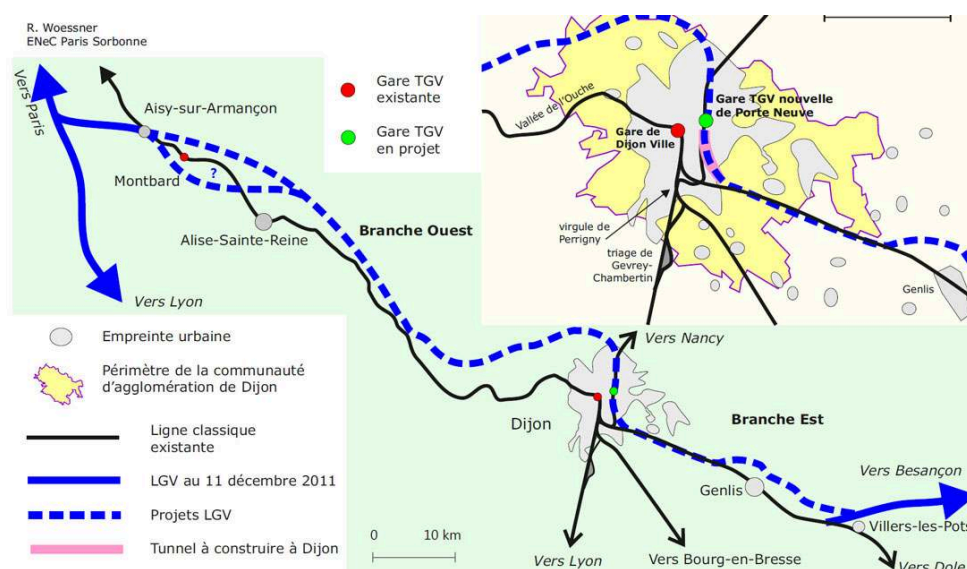 R. Woessner
ENeC Paris Sorbonne
Vers Paris
Aisy-sur-Armançon
Montbard
?
Alise-Sainte-Reine
Vers Lyon
Gare TGV
existante
Gare TGV
en projet
Branche Ouest
Vallée de l'Ouche
Gare de
Dijon Ville
Gare TGV nouvelle
de Porte Neuve
virgule de
Perrigny
triage de
Gevrey-
Chambertin
Genlis
Empreinte urbaine
Périmètre de la communauté
d'agglomération de Dijon
Ligne classique
existante
LGV au 11 décembre 2011
Projets LGV
Tunnel à construire à Dijon
Vers Nancy
Dijon
Branche Est
Vers Besançon
Genlis
Villers-les-Pots
0 10 km
Vers Lyon
Vers Bourg-en-Bresse
Vers Dole